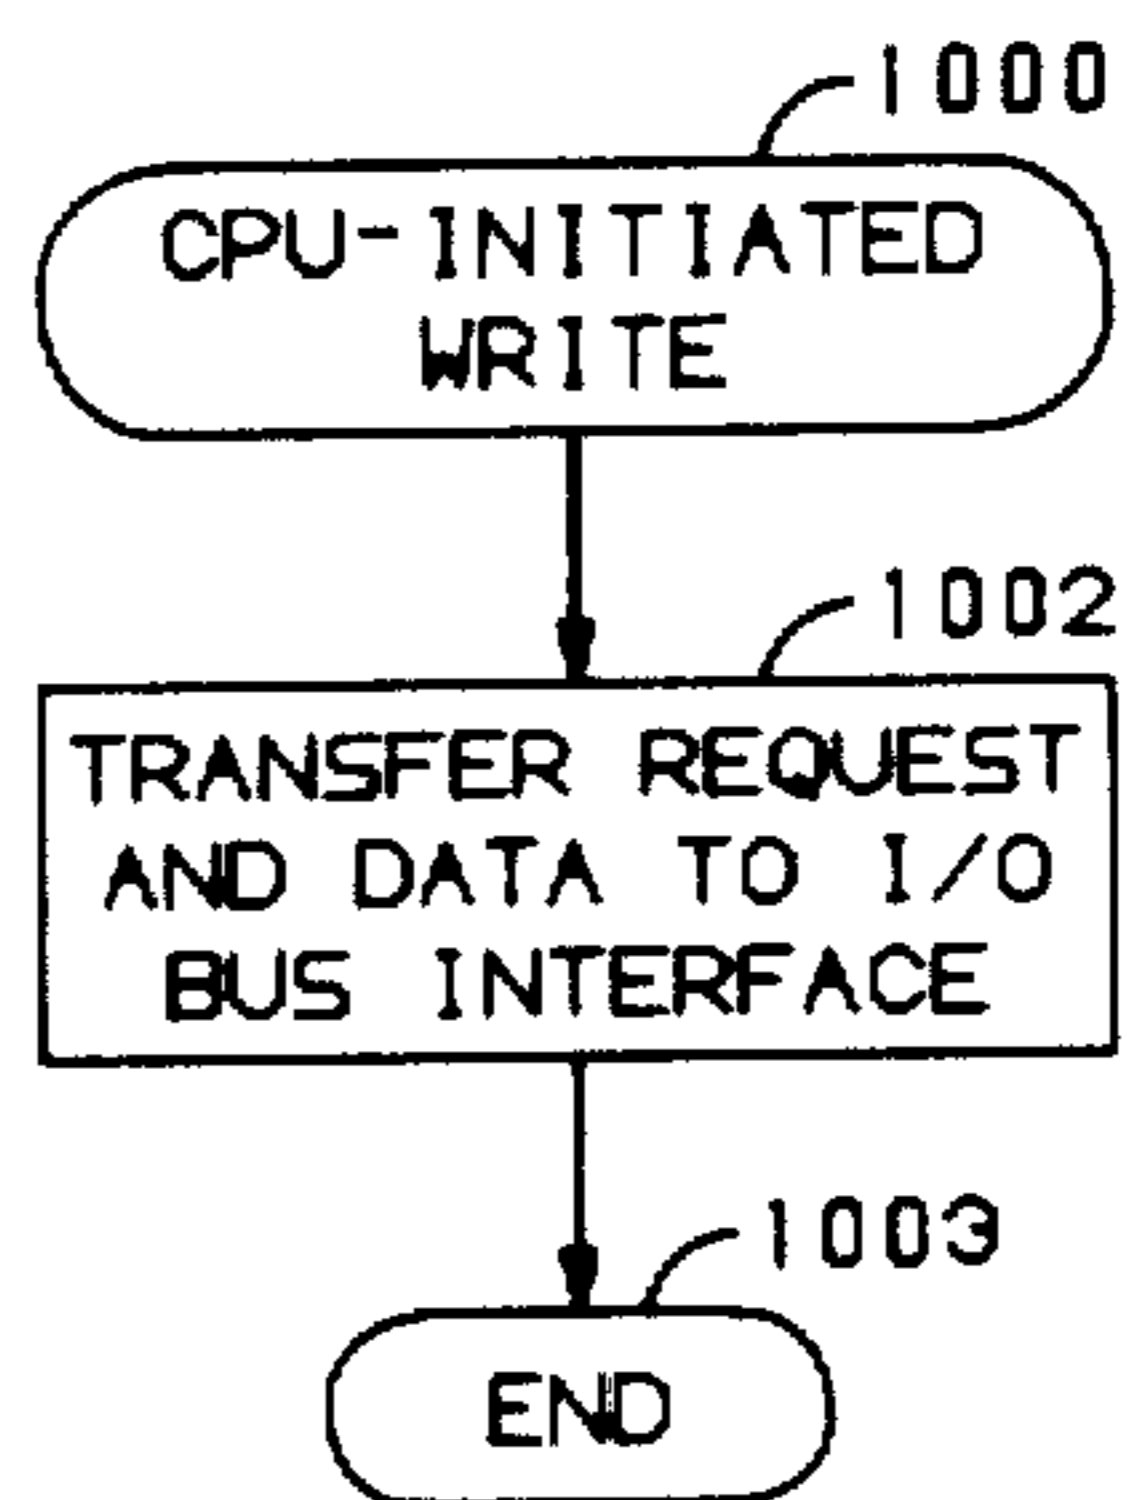 1000
CPU-INITIATED
WRITE
1002
TRANSFER REQUEST
AND DATA TO I/O
BUS INTERFACE
1003
END